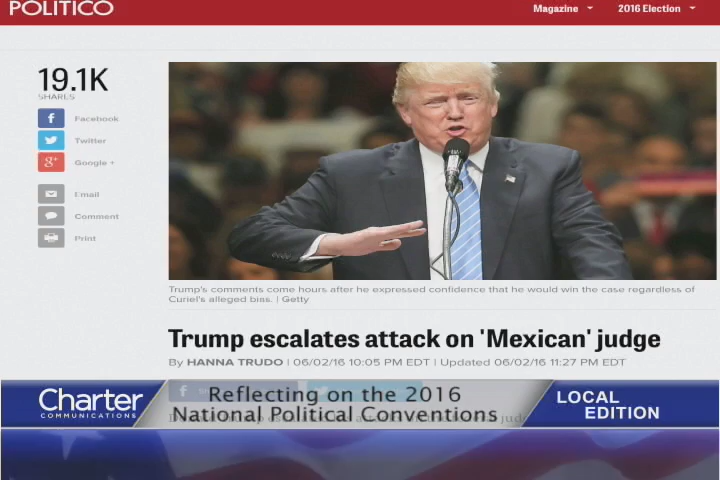 POLITICO
Magazine
2016 Election
19.1K
SHARES
Facebook
Twitter
Google +
Email
Comment
Print
Trump's comments come hours after he expressed confidence that he would win the case regardless of
Curiel's alleged bias. | Getty
Trump escalates attack on 'Mexican' judge
By HANNA TRUDO | 06/02/16 10:05 PM EDT | Updated 06/02/16 11:27 PM EDT
Charter
COMMUNICATIONS
Reflecting on the 2016
National Political Conventions
LOCAL
EDITION